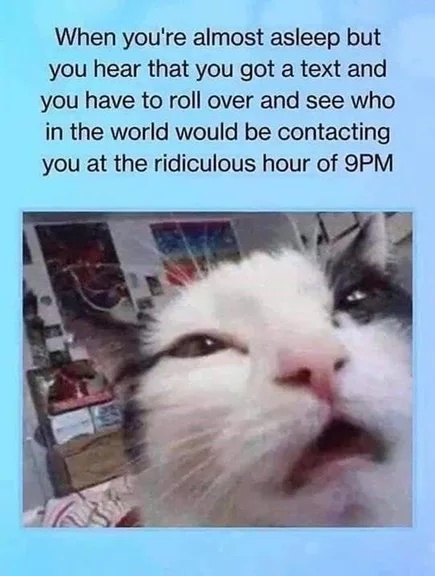 When you're almost asleep but
you hear that you got a text and
you have to roll over and see who
in the world would be contacting
you at the ridiculous hour of 9PM